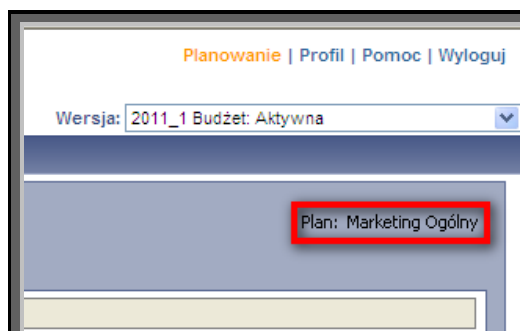 Planowanie | Profil | Pomoc | Wyloguj
Wersja: 2011_1 Budżet: Aktywna
Plan: Marketing Ogólny